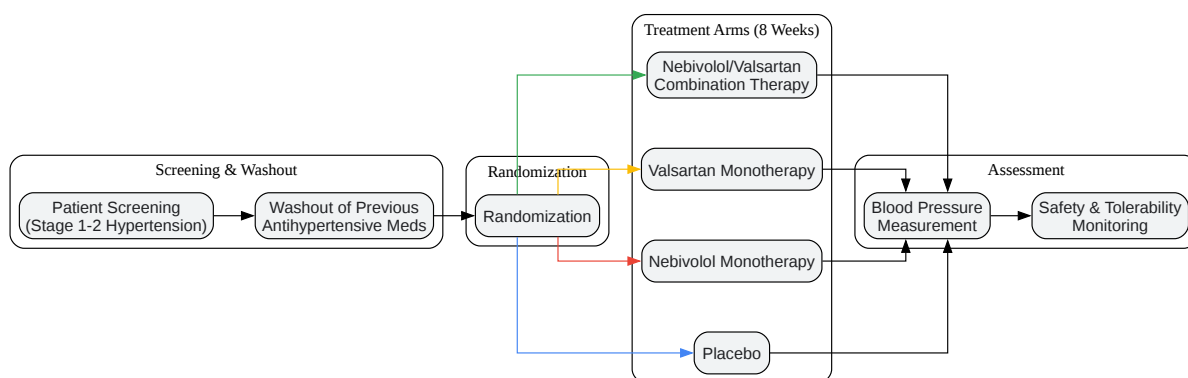 Screening & Washout
Patient Screening
(Stage 1-2 Hypertension)
Washout of Previous
Antihypertensive Meds
Randomization
Randomization
Treatment Arms (8 Weeks)
Nebivolol/Valsartan
Combination Therapy
Valsartan Monotherapy
Nebivolol Monotherapy
Placebo
Assessment
Blood Pressure
Measurement
Safety & Tolerability
Monitoring